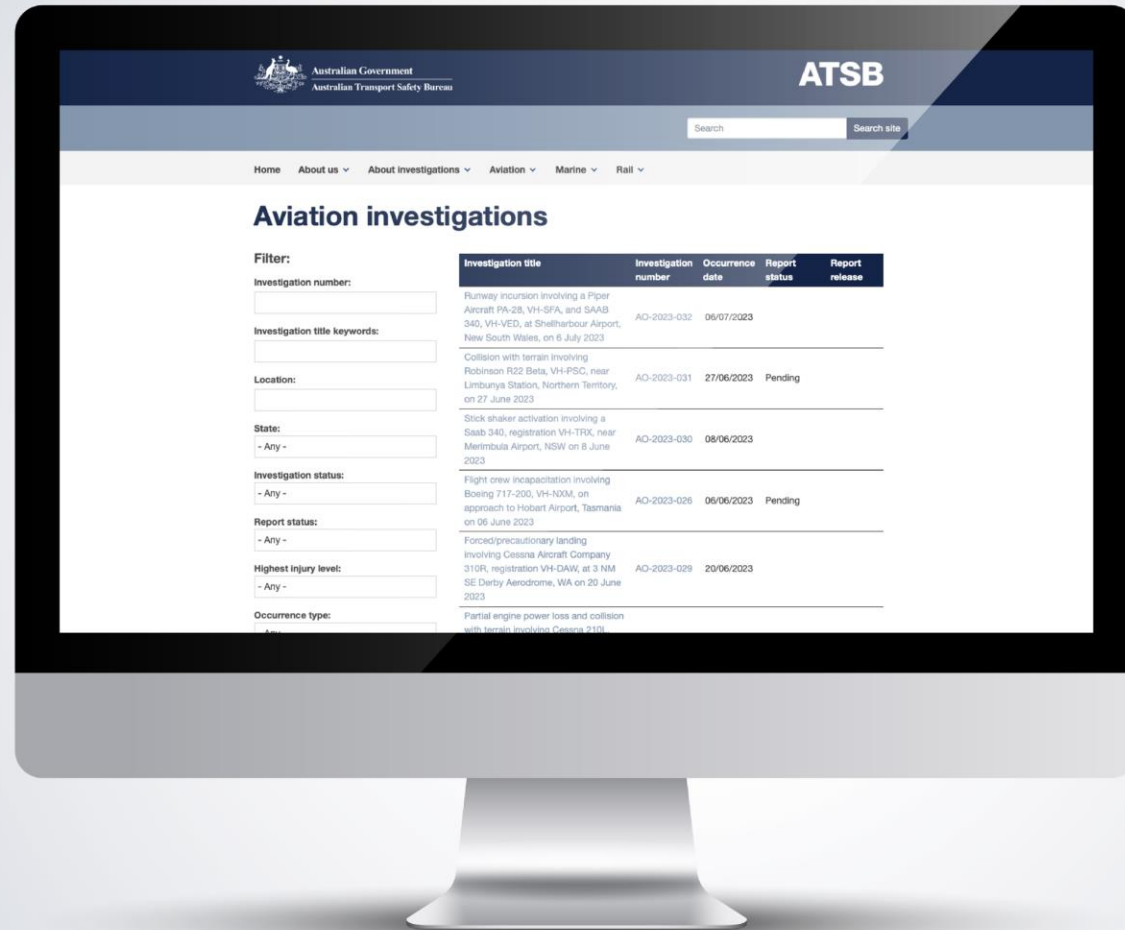 Australian Government
Australian Transport Safety Bureau
ATSB
Search
Search site
Home
About us
About investigations
Aviation
Marine
Rail
Aviation investigations
Filter:
Investigation number:
Investigation title keywords:
Location:
State:
- Any -
Investigation status:
- Any -
Report status:
- Any -
Highest injury level:
- Any -
Occurrence type:
- Any -
Investigation title
Investigation
number
Occurrence
date
Report
status
Report
release
Runway incursion involving a Piper
Aircraft PA-28, VH-SFA, and SAAB
340, VH-VED, at Shellharbour Airport,
New South Wales, on 6 July 2023
AO-2023-032
06/07/2023
Collision with terrain involving
Robinson R22 Beta, VH-PSC, near
Limbunya Station, Northern Territory,
on 27 June 2023
AO-2023-031
27/06/2023
Pending
Stick shaker activation involving a
Saab 340, registration VH-TRX, near
Merimbula Airport, NSW on 8 June
2023
AO-2023-030
08/06/2023
Flight crew incapacitation involving
Boeing 717-200, VH-NXM, on
approach to Hobart Airport, Tasmania
on 06 June 2023
AO-2023-026
06/06/2023
Pending
Forced/precautionary landing
involving Cessna Aircraft Company
310R, registration VH-DAW, at 3 NM
SE Derby Aerodrome, WA on 20 June
2023
AO-2023-029
20/06/2023
Partial engine power loss and collision
with terrain involving Cessna 210L,